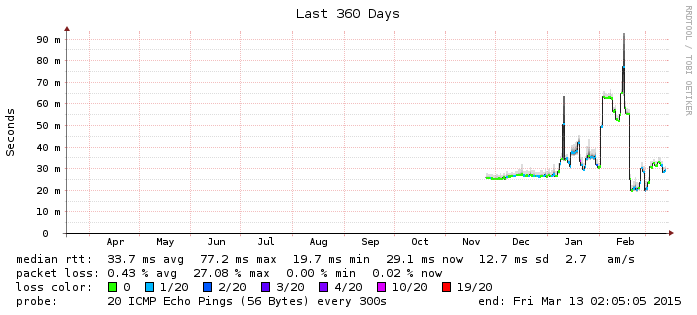 Last 360 Days
RRDTOOL / TOBI OETIKER
Seconds
90 m
80 m
70 m
60 m
50 m
40 m
30 m
20 m
10 m
0
Apr May Jun Jul Aug Sep Oct Nov Dec Jan Feb
median rtt: 33.7 ms avg 77.2 ms max 19.7 ms min 29.1 ms now 12.7 ms sd 2.7 am/s
packet loss: 0.43 % avg 27.08 % max 0.00 % min 0.02 % now
loss color: 0 1/20 2/20 3/20 4/20 10/20 19/20
probe: 20 ICMP Echo Pings (56 Bytes) every 300s end: Fri Mar 13 02:05:05 2015